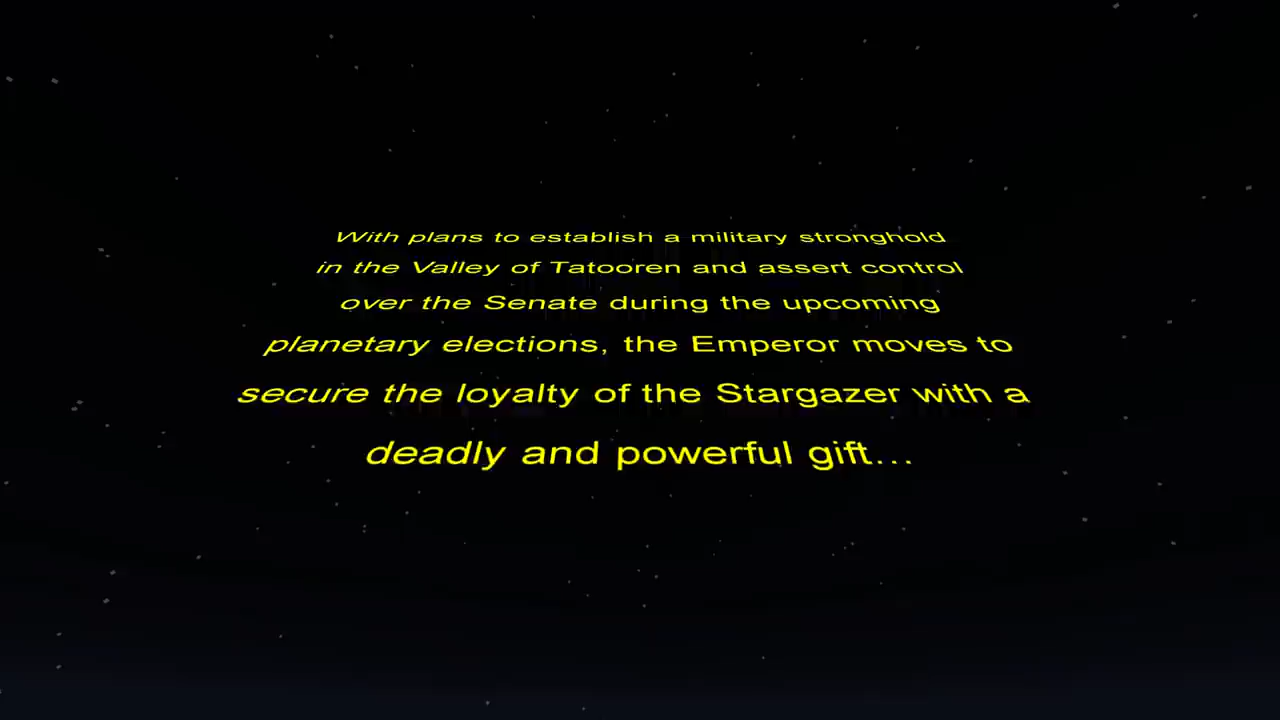 With plans to establish a military stronghold
in the Valley of Tatooren and assert control
over the Senate during the upcoming
planetary elections, the Emperor moves to
secure the loyalty of the Stargazer with a
deadly and powerful gift...